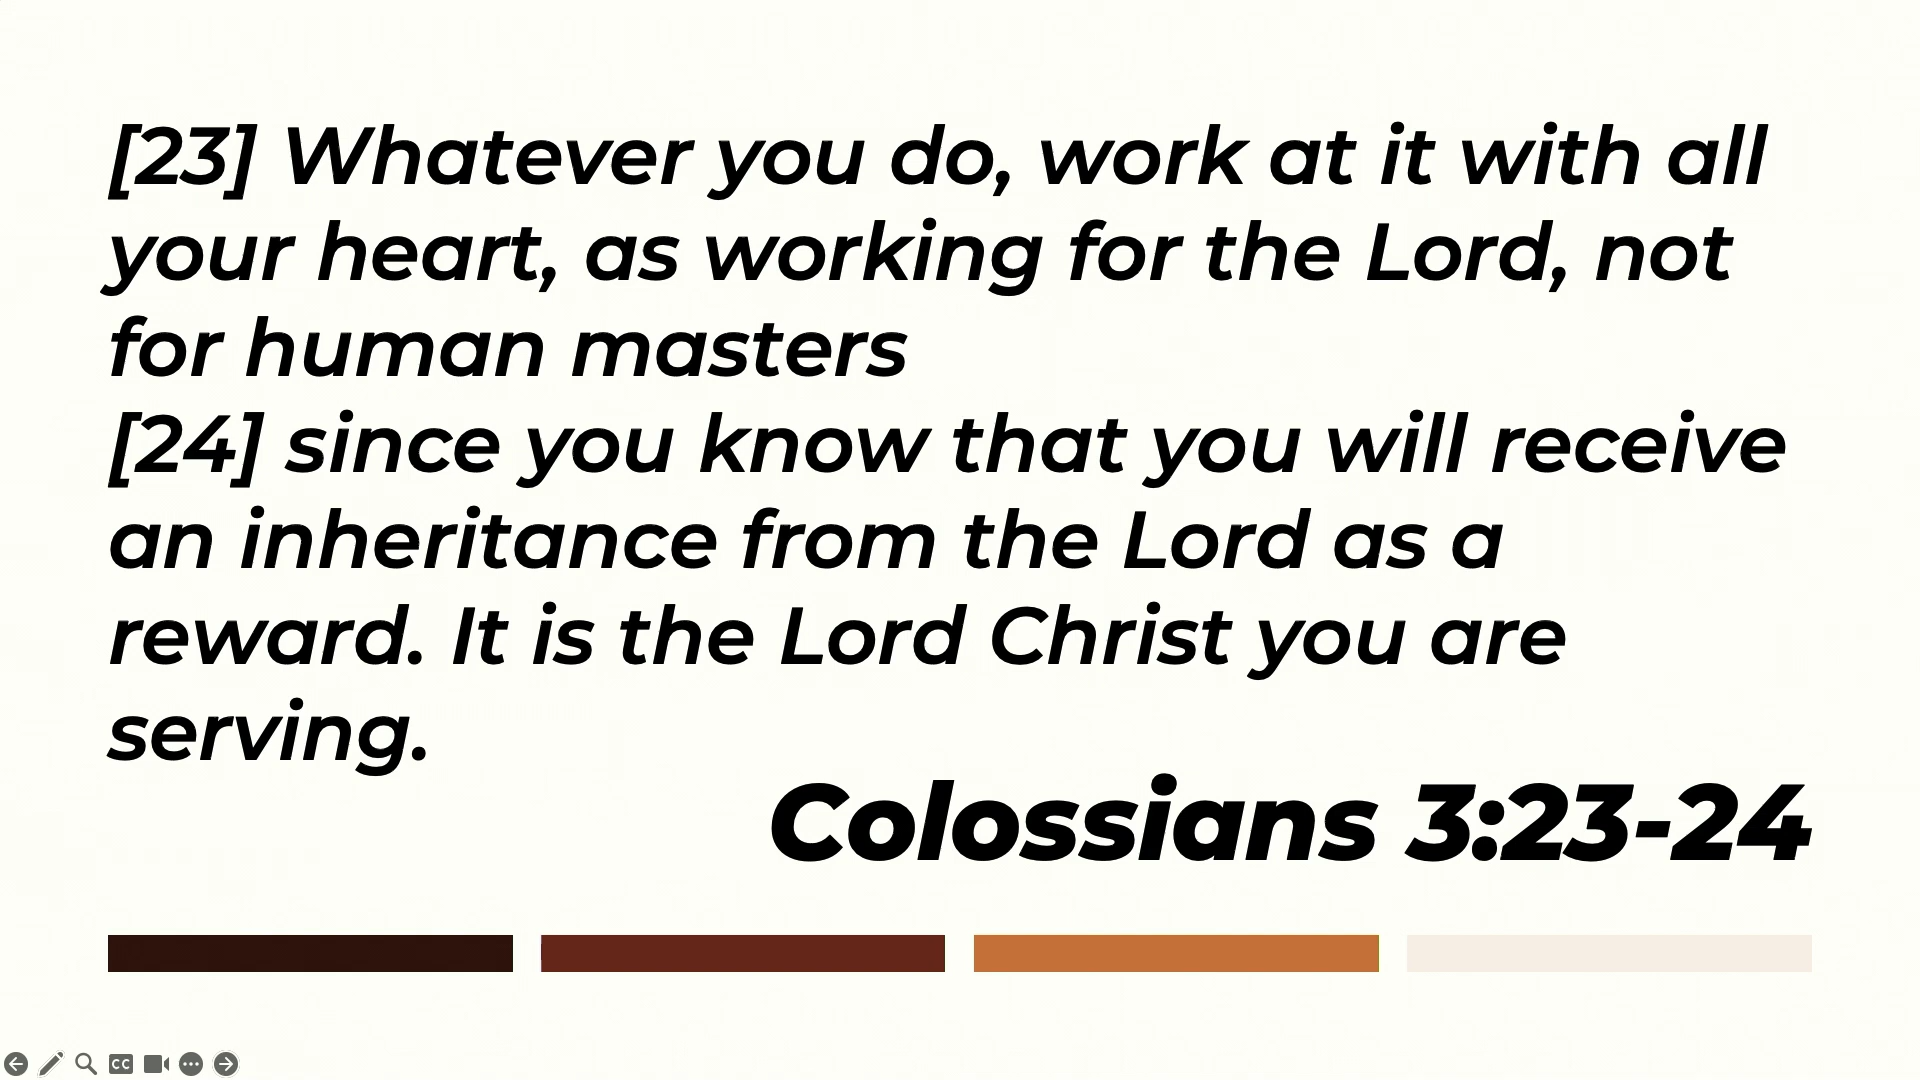 [23] Whatever you do, work at it with all
your heart, as working for the Lord, not
for human masters
[24] since you know that you will receive
an inheritance from the Lord as a
reward. It is the Lord Christ you are
serving.
Colossians 3:23-24
CC